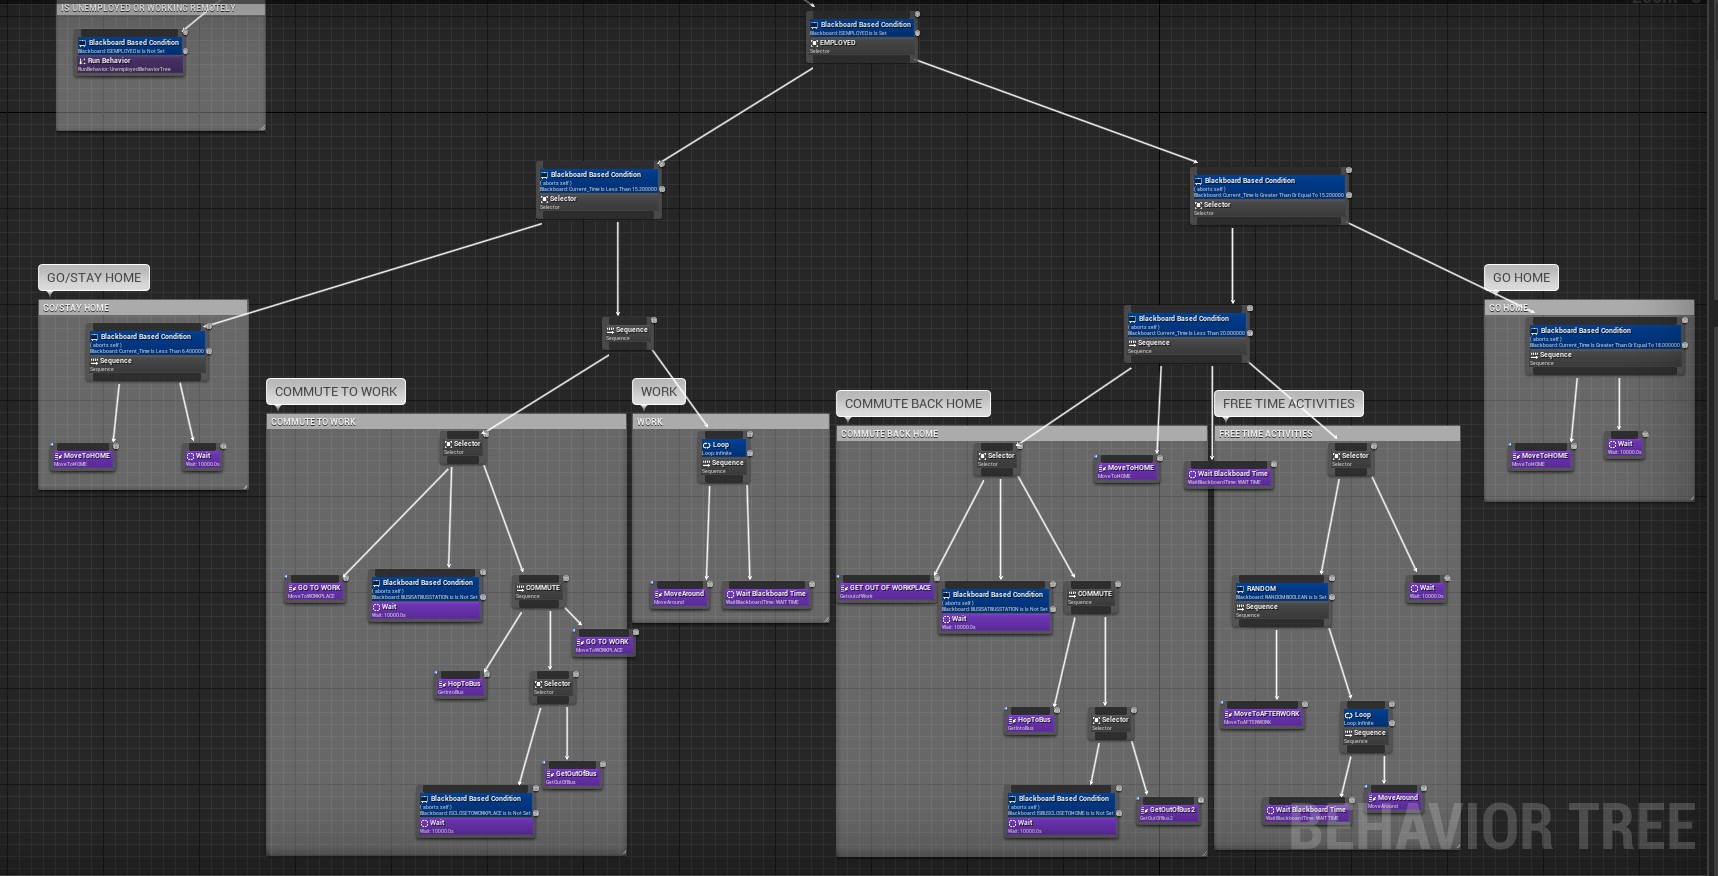 IS UNEMPLOYED OR WORKING REMOTELY
Blackboard Based Condition
Blackboard: ISEMPLOYED is Is Not Set
Run Behavior
RunBehavior: UnemployedBehaviorTree
Blackboard Based Condition
Blackboard: ISEMPLOYED is Is Set
EMPLOYED
Selector
Blackboard Based Condition
( aborts self )
Blackboard: Current_Time Is Less Than 15.200000
Selector
Selector
Blackboard Based Condition
( aborts self )
Blackboard: Current_Time Is Greater Than Or Equal To 15.200000
Selector
Selector
GO/STAY HOME
GO/STAY HOME
Blackboard Based Condition
( aborts self )
Blackboard: Current_Time Is Less Than 6.400000
Sequence
Sequence
MoveToHOME
MoveToHOME
Wait
Wait: 10000.0s
Sequence
Sequence
COMMUTE TO WORK
COMMUTE TO WORK
Selector
Selector
GO TO WORK
MoveToWORKPLACE
Blackboard Based Condition
( aborts self )
Blackboard: BUSISATBUSSTATION is Is Not Set
Wait
Wait: 10000.0s
COMMUTE
Sequence
GO TO WORK
MoveToWORKPLACE
HopToBus
GetIntoBus
Selector
Selector
GetOutOfBus
GetOutOfBus
Blackboard Based Condition
( aborts self )
Blackboard: ISCLOSETOWORKPLACE is Is Not Set
Wait
Wait: 10000.0s
WORK
WORK
Loop
Loop: infinite
Sequence
Sequence
MoveAround
MoveAround
Wait Blackboard Time
WaitBlackboardTime: WAIT TIME
Blackboard Based Condition
( aborts self )
Blackboard: Current_Time Is Less Than 20.000000
Sequence
Sequence
COMMUTE BACK HOME
COMMUTE BACK HOME
Selector
Selector
MoveToHOME
MoveToHOME
Wait Blackboard Time
WaitBlackboardTime: WAIT TIME
GET OUT OF WORKPLACE
GetoutofWork
Blackboard Based Condition
( aborts self )
Blackboard: BUSISATBUSSTATION is Is Not Set
Wait
Wait: 10000.0s
COMMUTE
Sequence
HopToBus
GetIntoBus
Selector
Selector
Blackboard Based Condition
( aborts self )
Blackboard: ISBUSCLOSETOHOME is Is Not Set
Wait
Wait: 10000.0s
GetOutOfBus2
GetOutOfBus2
FREE TIME ACTIVITIES
FREE TIME ACTIVITIES
Selector
Selector
RANDOM
Blackboard: RANDOMBOOLEAN is Is Set
Sequence
Sequence
Wait
Wait: 10000.0s
MoveToAFTERWORK
MoveToAFTERWORK
Loop
Loop: infinite
Sequence
Sequence
Wait Blackboard Time
WaitBlackboardTime: WAIT TIME
MoveAround
MoveAround
GO HOME
GO HOME
Blackboard Based Condition
( aborts self )
Blackboard: Current_Time Is Greater Than Or Equal To 18.000000
Sequence
Sequence
MoveToHOME
MoveToHOME
Wait
Wait: 10000.0s
BEHAVIOR TREE